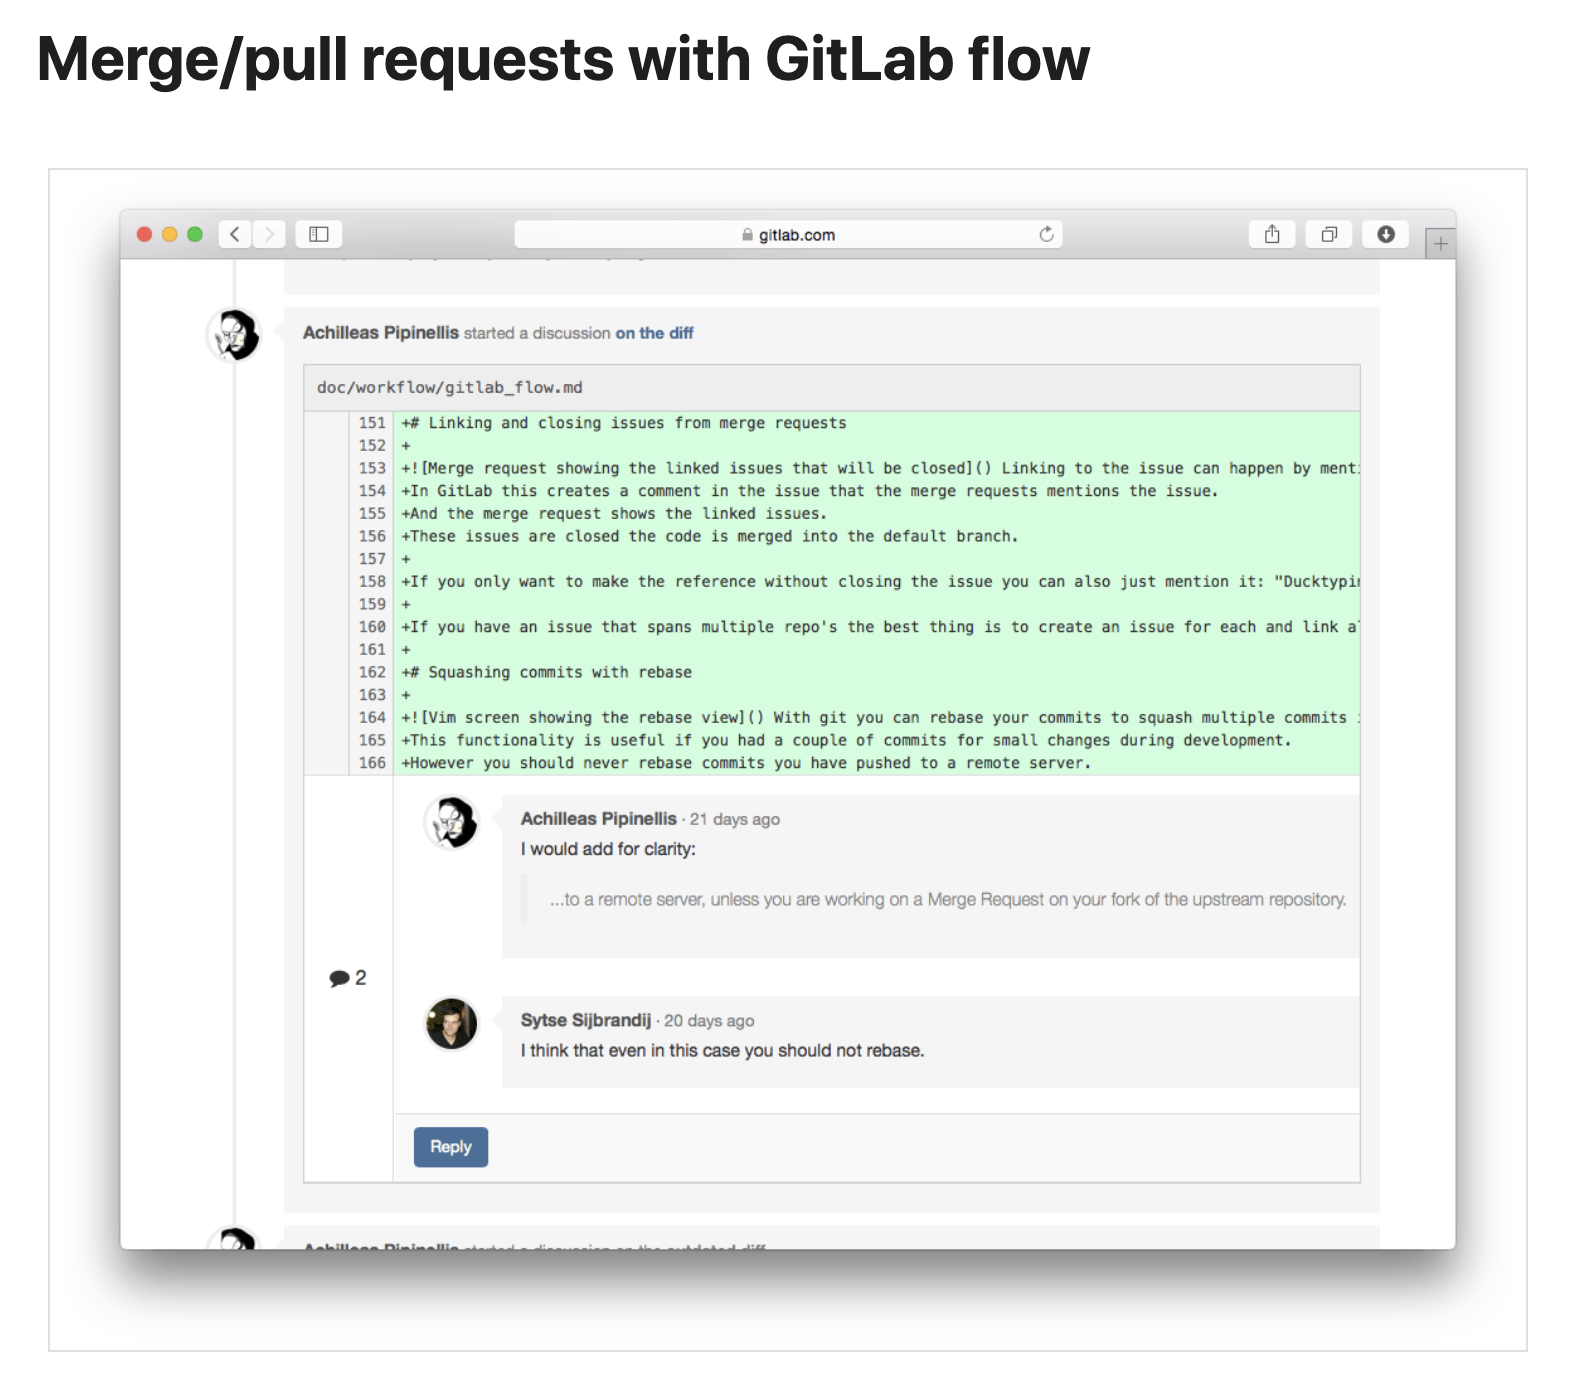 Merge/pull requests with GitLab flow
gitlab.com
Achilleas Pipinellis started a discussion on the diff
doc/workflow/gitlab_flow.md
151 +# Linking and closing issues from merge requests
152 +
153 +![Merge request showing the linked issues that will be closed]() Linking to the issue can happen by
154 +In GitLab this creates a comment in the issue that the merge requests mentions the issue.
155 +And the merge request shows the linked issues.
156 +These issues are closed the code is merged into the default branch.
157 +
158 +If you only want to make the reference without closing the issue you can also just mention it: "Ducktypin
159 +
160 +If you have an issue that spans multiple repo's the best thing is to create an issue for each and link
161 +
162 +# Squashing commits with rebase
163 +
164 +![Vim screen showing the rebase view]() With git you can rebase your commits to squash multiple commits
165 +This functionality is useful if you had a couple of commits for small changes during development.
166 +However you should never rebase commits you have pushed to a remote server.
Achilleas Pipinellis · 21 days ago
I would add for clarity:
...to a remote server, unless you are working on a Merge Request on your fork of the upstream repository.
2
Sytse Sijbrandij · 20 days ago
I think that even in this case you should not rebase.
Reply
Achilleas Pipinellis started a discussion on the outdated diff